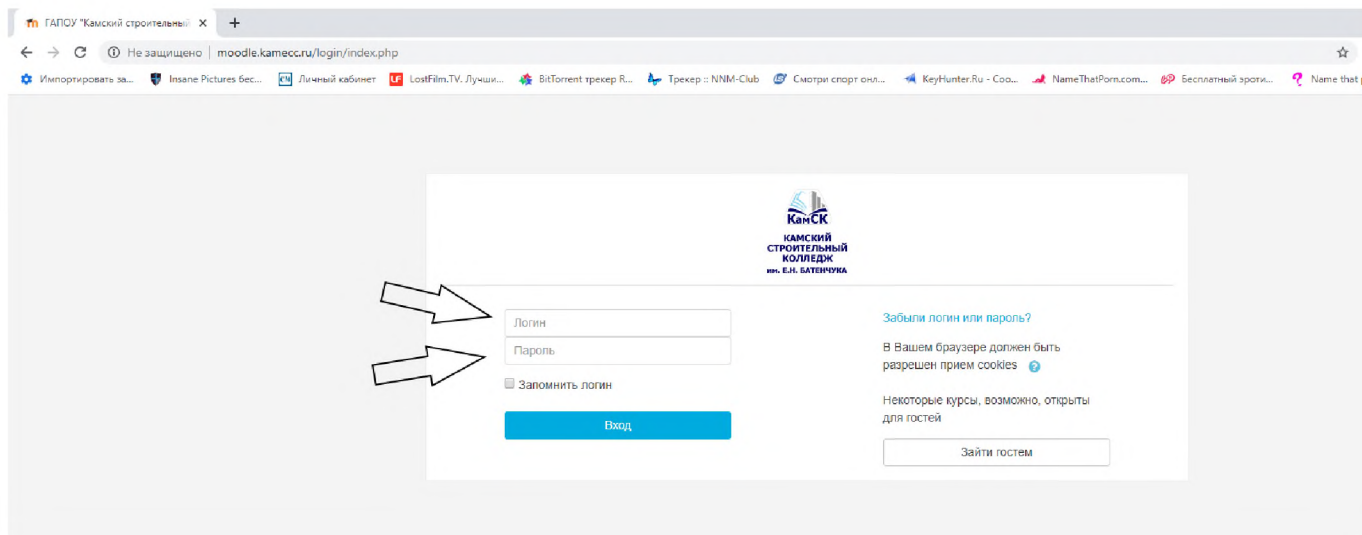 ГАПОУ "Камский строительный
Не защищено | moodle.kamecc.ru/login/index.php
Импортировать за... Insane Pictures бес... Личный кабинет LostFilm.TV. Лучши... BitTorrent трекер R... Трекер :: NNM-Club Смотри спорт онл... KeyHunter.Ru - Coo... NameThatPorn.com... Бесплатный эроти... Name that
КамСК
КАМСКИЙ
СТРОИТЕЛЬНЫЙ
КОЛЛЕДЖ
им. Е.Н. БАТЕНЧУКА
Логин
Пароль
Запомнить логин
Вход
Забыли логин или пароль?
В Вашем браузере должен быть
разрешен прием cookies
Некоторые курсы, возможно, открыты
для гостей
Зайти гостем